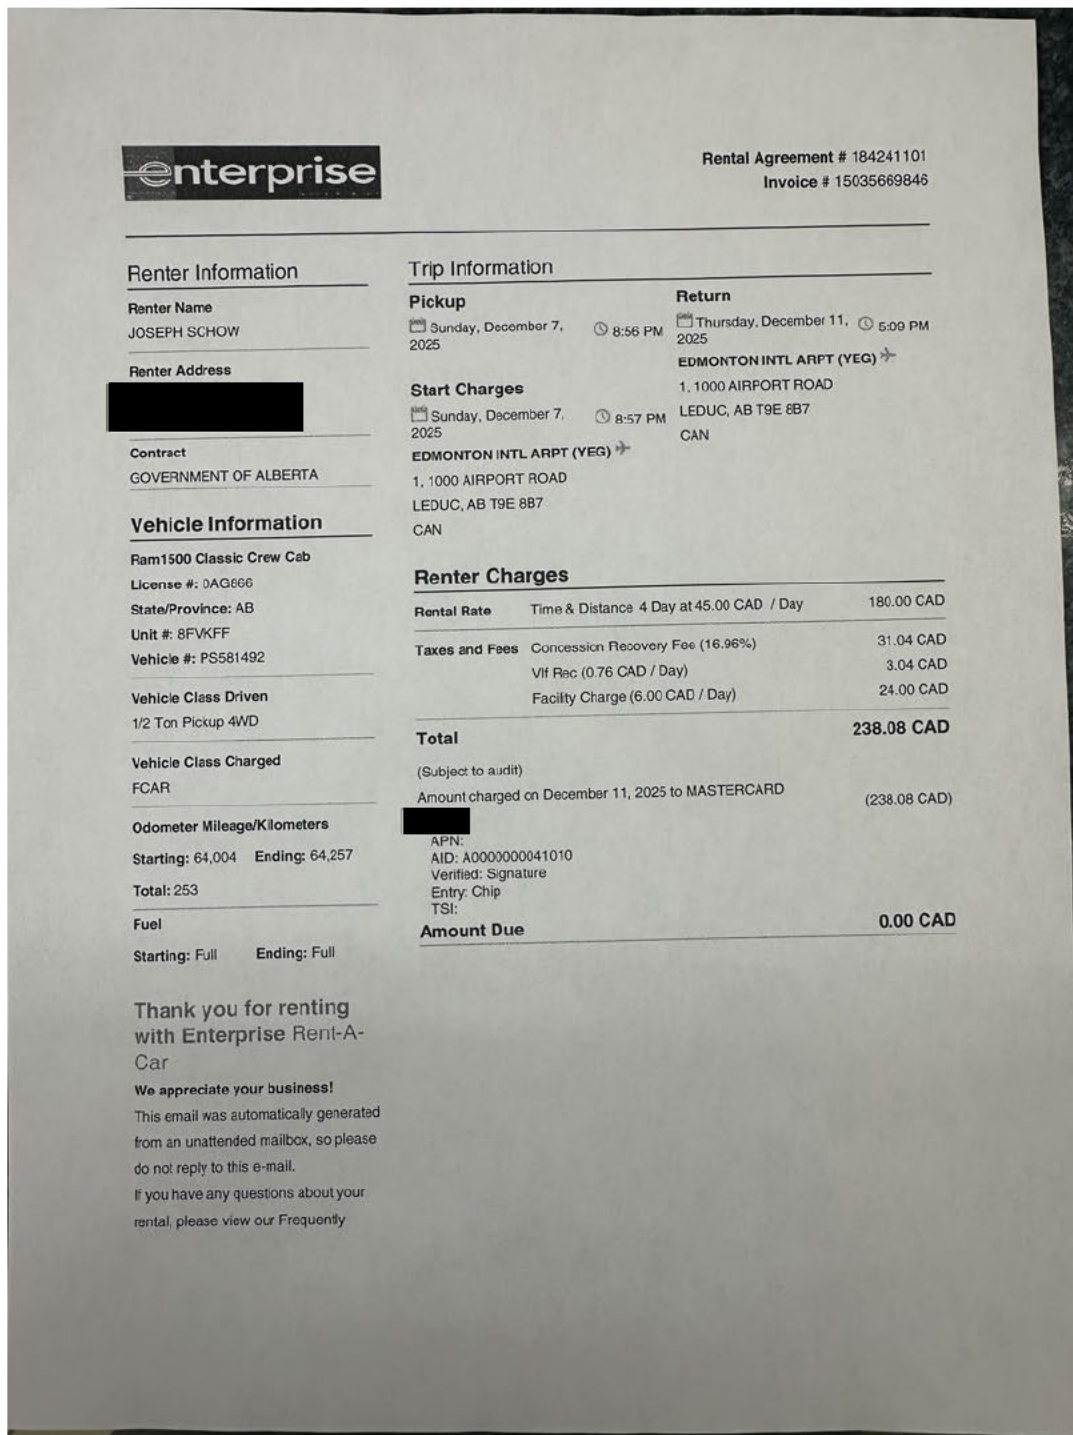 enterprise
Rental Agreement # 184241101
Invoice # 15035669846
Renter Information
Renter Name
JOSEPH SCHOW
Renter Address
Contract
GOVERNMENT OF ALBERTA
Vehicle Information
Ram1500 Classic Crew Cab
License #: 0AG866
State/Province: AB
Unit #: 8FVKFF
Vehicle #: PS581492
Vehicle Class Driven
1/2 Ton Pickup 4WD
Vehicle Class Charged
FCAR
Odometer Mileage/Kilometers
Starting: 64,004 Ending: 64,257
Total: 253
Fuel
Starting: Full Ending: Full
Thank you for renting
with Enterprise Rent-A-
Car
We appreciate your business!
This email was automatically generated
from an unattended mailbox, so please
do not reply to this e-mail.
If you have any questions about your
rental, please view our Frequently
Trip Information
Pickup
Sunday, December 7, 8:56 PM
2025
Start Charges
Sunday, December 7, 8:57 PM
2025
EDMONTON INTL ARPT (YEG)
1, 1000 AIRPORT ROAD
LEDUC, AB T9E 8B7
CAN
Return
Thursday, December 11, 5:09 PM
2025
EDMONTON INTL ARPT (YEG)
1, 1000 AIRPORT ROAD
LEDUC, AB T9E 8B7
CAN
Renter Charges
Rental Rate Time & Distance 4 Day at 45.00 CAD / Day 180.00 CAD
Taxes and Fees Concession Recovery Fee (16.96%) 31.04 CAD
Vlf Rec (0.76 CAD / Day) 3.04 CAD
Facility Charge (6.00 CAD / Day) 24.00 CAD
Total 238.08 CAD
(Subject to audit)
Amount charged on December 11, 2025 to MASTERCARD (238.08 CAD)
APN:
AID: A0000000041010
Verified: Signature
Entry: Chip
TSI:
Amount Due 0.00 CAD